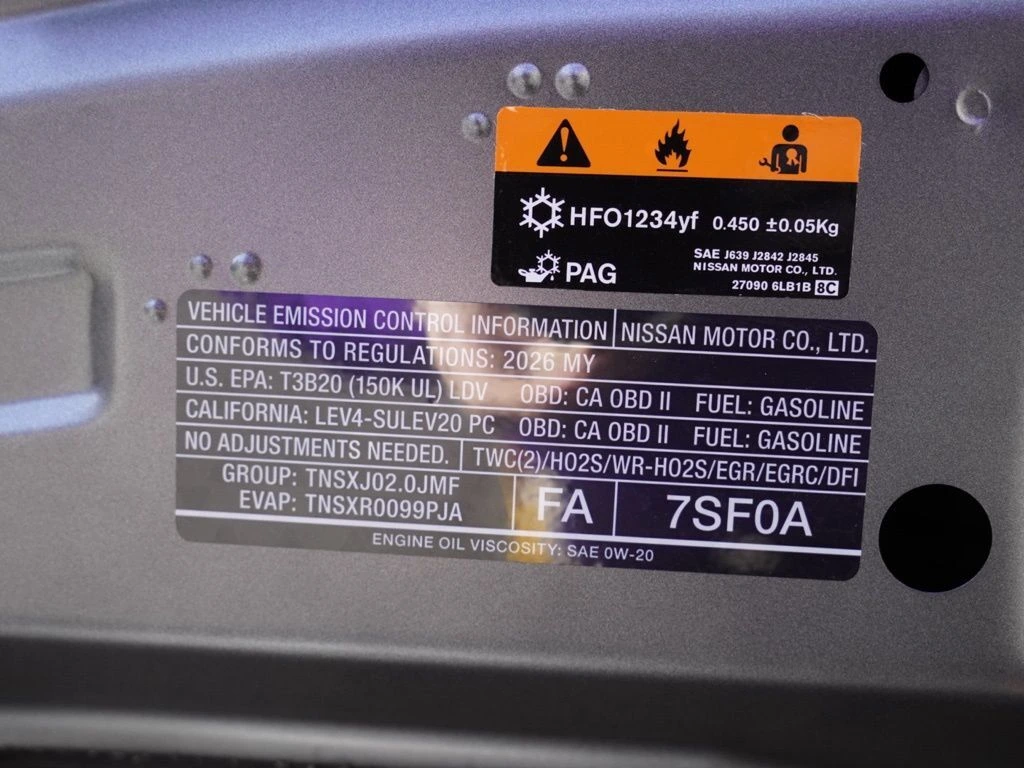 HFO1234yf 0.450 ±0.05Kg
SAE J639 J2842 J2845
NISSAN MOTOR CO., LTD.
PAG
27090 6LB1B 8C
VEHICLE EMISSION CONTROL INFORMATION NISSAN MOTOR CO., LTD.
CONFORMS TO REGULATIONS: 2026 MY
U.S. EPA: T3B20 (150K UL) LDV OBD: CA OBD II FUEL: GASOLINE
CALIFORNIA: LEV4-SULEV20 PC OBD: CA OBD II FUEL: GASOLINE
NO ADJUSTMENTS NEEDED. TWC(2)/HO2S/WR-HO2S/EGR/EGRC/DFI
GROUP: TNSXJ02.0JMF
EVAP: TNSXR0099PJA
FA 7SF0A
ENGINE OIL VISCOSITY: SAE 0W-20